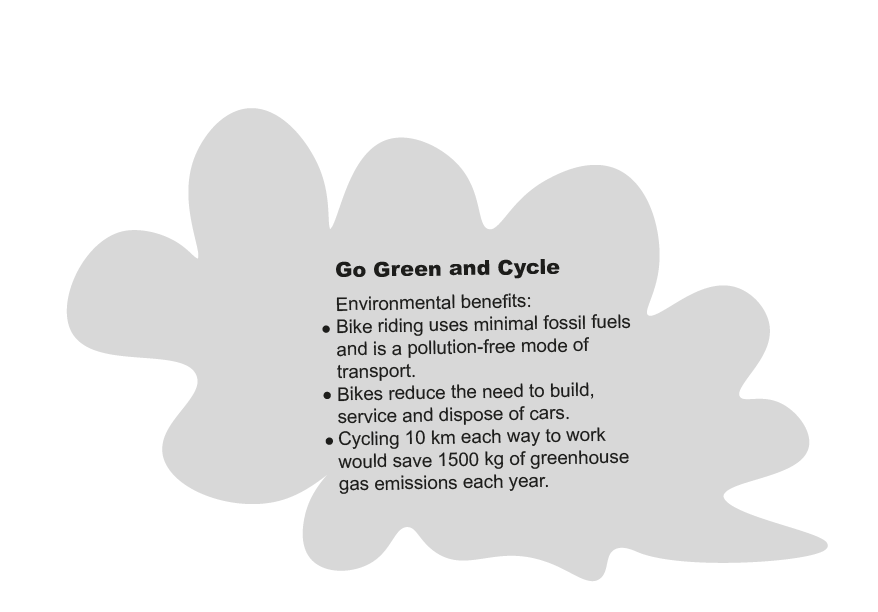 Go Green and Cycle
Environmental benefits:
• Bike riding uses minimal fossil fuels
and is a pollution-free mode of
transport.
• Bikes reduce the need to build,
service and dispose of cars.
• Cycling 10 km each way to work
would save 1500 kg of greenhouse
gas emissions each year.